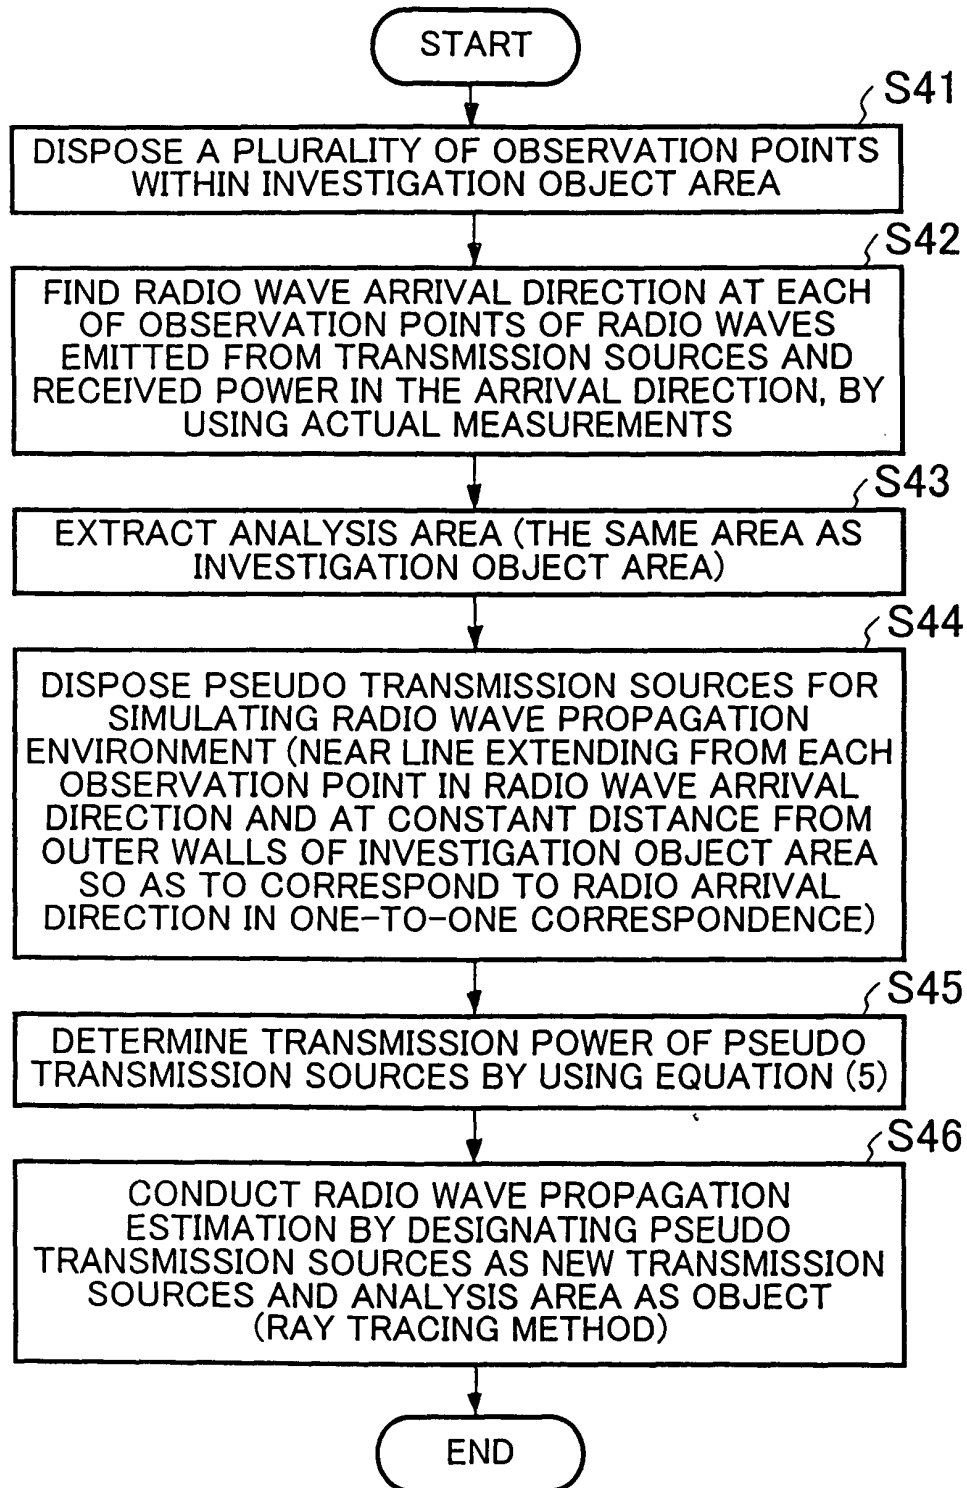 START
S41
DISPOSE A PLURALITY OF OBSERVATION POINTS
WITHIN INVESTIGATION OBJECT AREA
S42
FIND RADIO WAVE ARRIVAL DIRECTION AT EACH
OF OBSERVATION POINTS OF RADIO WAVES
EMITTED FROM TRANSMISSION SOURCES AND
RECEIVED POWER IN THE ARRIVAL DIRECTION, BY
USING ACTUAL MEASUREMENTS
S43
EXTRACT ANALYSIS AREA (THE SAME AREA AS
INVESTIGATION OBJECT AREA)
S44
DISPOSE PSEUDO TRANSMISSION SOURCES FOR
SIMULATING RADIO WAVE PROPAGATION
ENVIRONMENT (NEAR LINE EXTENDING FROM EACH
OBSERVATION POINT IN RADIO WAVE ARRIVAL
DIRECTION AND AT CONSTANT DISTANCE FROM
OUTER WALLS OF INVESTIGATION OBJECT AREA
SO AS TO CORRESPOND TO RADIO ARRIVAL
DIRECTION IN ONE-TO-ONE CORRESPONDENCE)
S45
DETERMINE TRANSMISSION POWER OF PSEUDO
TRANSMISSION SOURCES BY USING EQUATION (5)
S46
CONDUCT RADIO WAVE PROPAGATION
ESTIMATION BY DESIGNATING PSEUDO
TRANSMISSION SOURCES AS NEW TRANSMISSION
SOURCES AND ANALYSIS AREA AS OBJECT
(RAY TRACING METHOD)
END